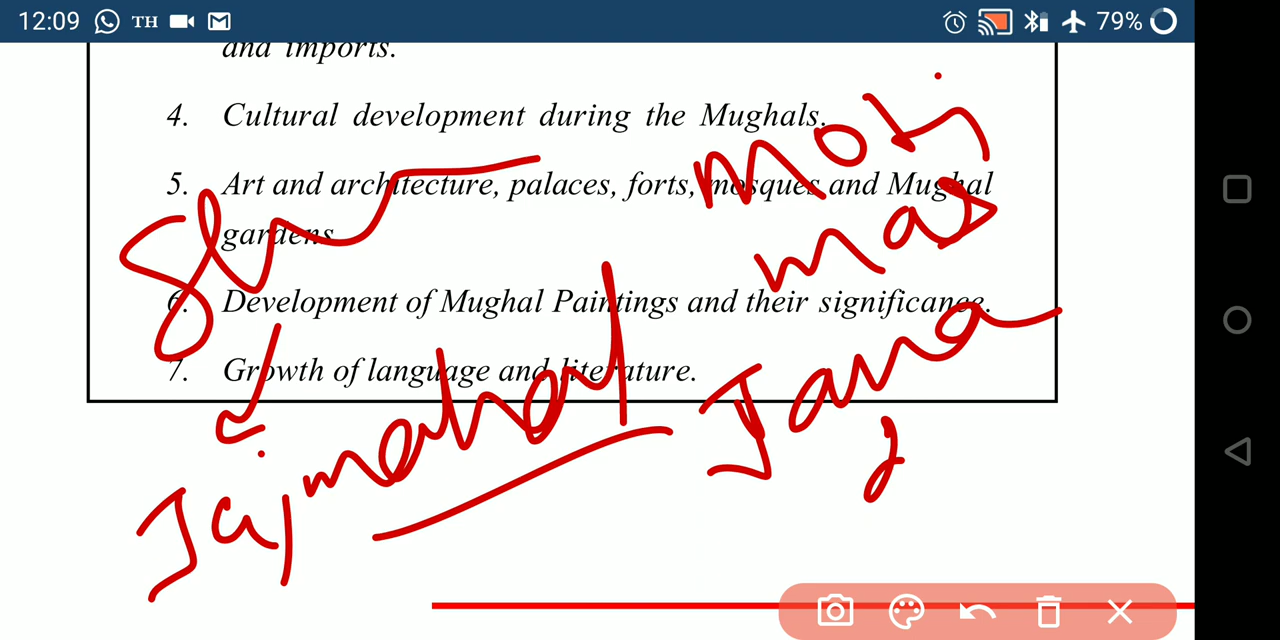 12:09 TH 79%
and imports.
4. Cultural development during the Mughals.
5. Art and architecture, palaces, forts, mosques and Mughal
gardens
6. Development of Mughal Paintings and their significance.
7. Growth of language and literature.
Moti
mas
Tajmahal
Jama